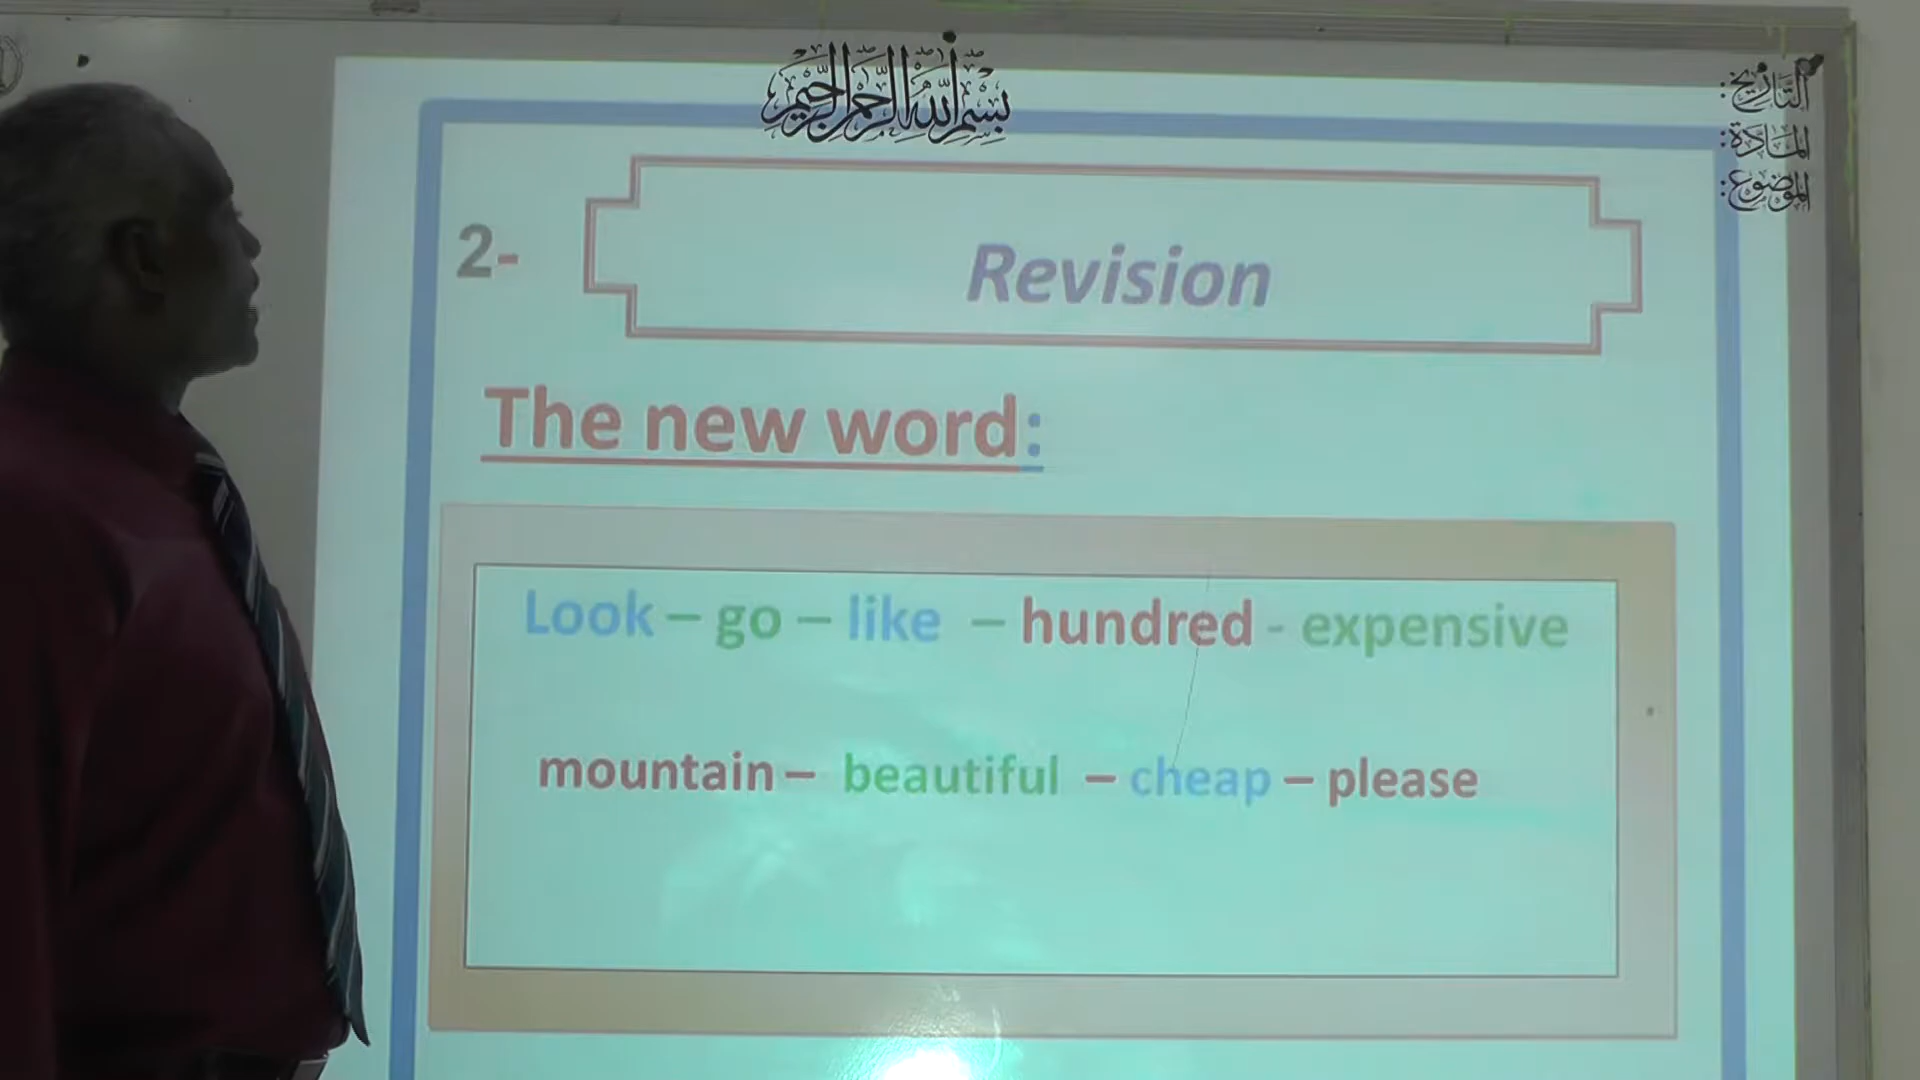 بسم الله الرحمن الرحيم
التاريخ:
المادة:
الموضوع:
2- Revision
The new word:
Look – go – like – hundred - expensive
mountain – beautiful – cheap – please